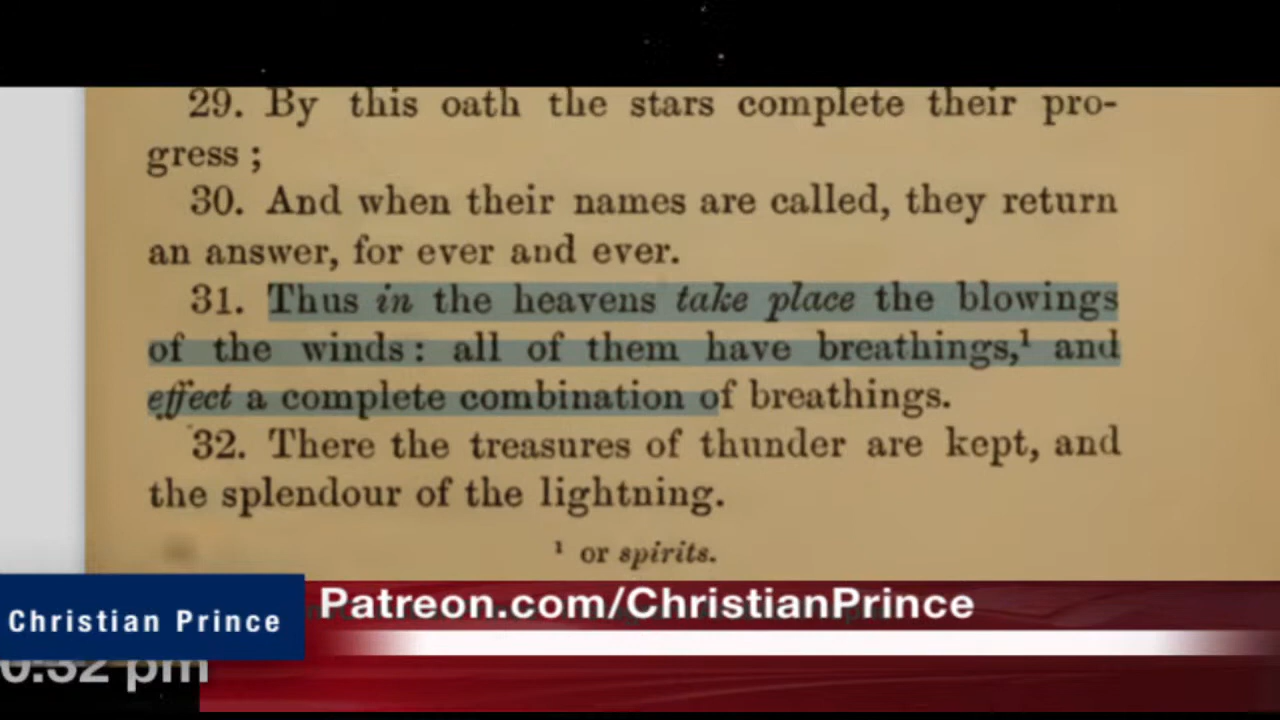 29. By this oath the stars complete their pro-
gress ;
30. And when their names are called, they return
an answer, for ever and ever.
31. Thus in the heavens take place the blowings
of the winds: all of them have breathings,¹ and
effect a complete combination of breathings.
32. There the treasures of thunder are kept, and
the splendour of the lightning.
¹ or spirits.
Patreon.com/ChristianPrince
Christian Prince
pm